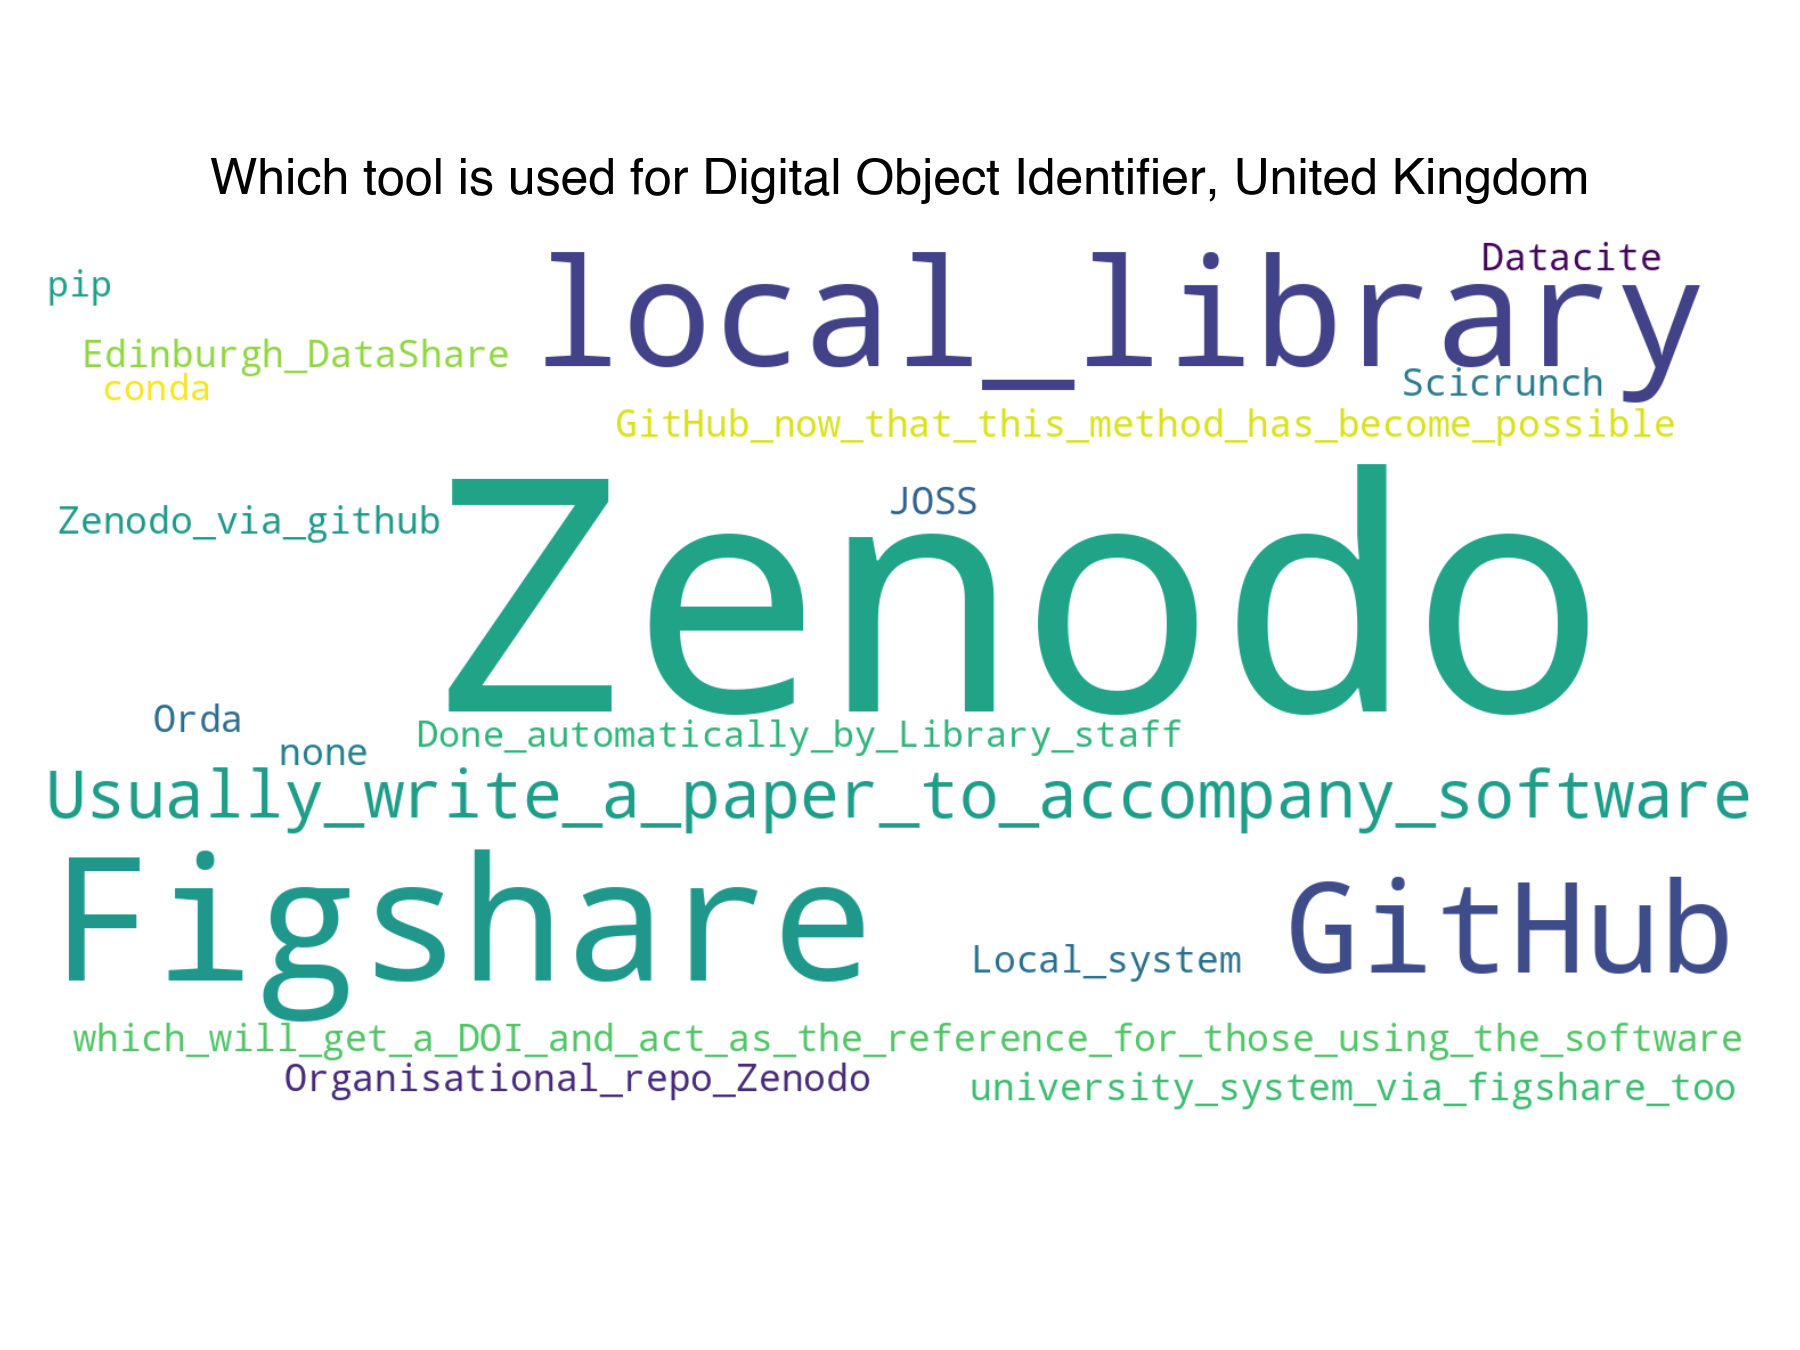 Which tool is used for Digital Object Identifier, United Kingdom
local_library
Datacite
pip
Edinburgh_DataShare
conda
Scicrunch
GitHub_now_that_this_method_has_become_possible
Zenodo
JOSS
Zenodo_via_github
Orda
none
Done_automatically_by_Library_staff
Usually_write_a_paper_to_accompany_software
Figshare
GitHub
Local_system
which_will_get_a_DOI_and_act_as_the_reference_for_those_using_the_software
Organisational_repo_Zenodo
university_system_via_figshare_too